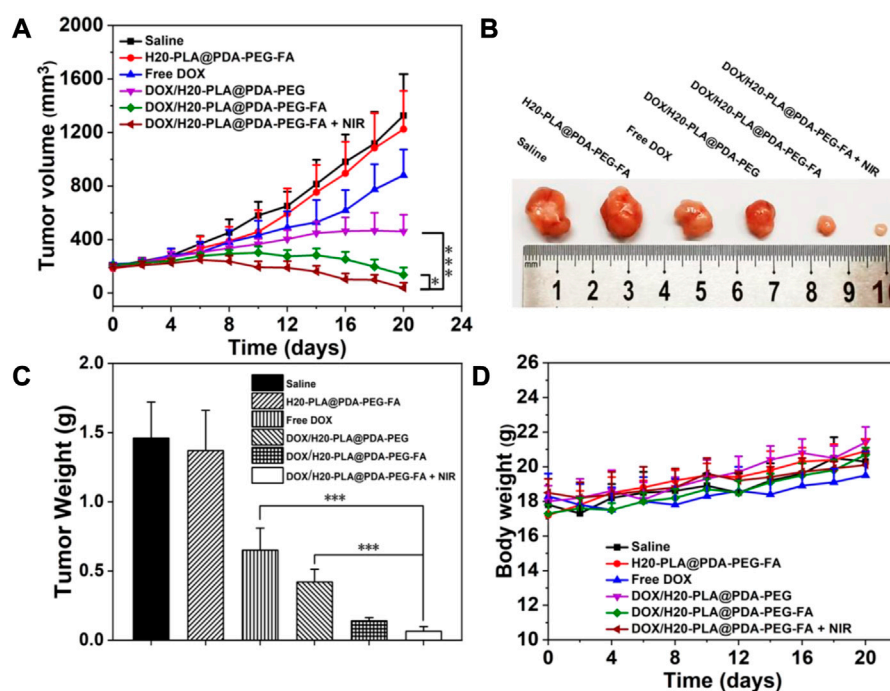 A
Tumor volume (mm³)
2000
1600
1200
800
400
0
Saline
H20-PLA@PDA-PEG-FA
Free DOX
DOX/H20-PLA@PDA-PEG
DOX/H20-PLA@PDA-PEG-FA
DOX/H20-PLA@PDA-PEG-FA + NIR
***
*
0 4 8 12 16 20 24
Time (days)
B
Saline
H20-PLA@PDA-PEG-FA
Free DOX
DOX/H20-PLA@PDA-PEG
DOX/H20-PLA@PDA-PEG-FA
DOX/H20-PLA@PDA-PEG-FA + NIR
mm
1 2 3 4 5 6 7 8 9 10
C
Tumor Weight (g)
2.0
1.5
1.0
0.5
0.0
Saline
H20-PLA@PDA-PEG-FA
Free DOX
DOX/H20-PLA@PDA-PEG
DOX/H20-PLA@PDA-PEG-FA
DOX/H20-PLA@PDA-PEG-FA + NIR
***
***
D
Body weight (g)
26
24
22
20
18
16
14
12
10
Saline
H20-PLA@PDA-PEG-FA
Free DOX
DOX/H20-PLA@PDA-PEG
DOX/H20-PLA@PDA-PEG-FA
DOX/H20-PLA@PDA-PEG-FA + NIR
0 4 8 12 16 20
Time (days)